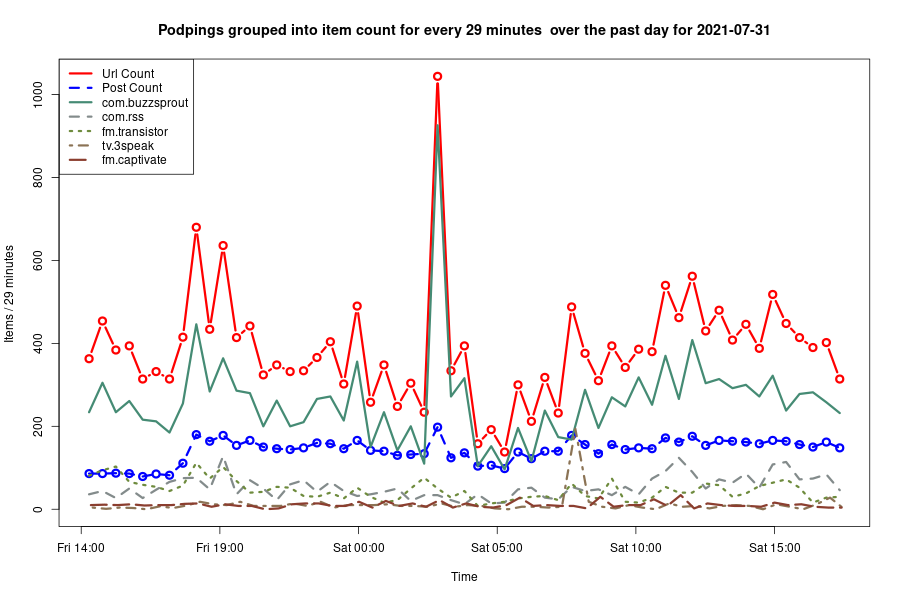 Podpings grouped into item count for every 29 minutes  over the past day for 2021-07-31
Url Count
Post Count
com.buzzsprout
com.rss
fm.transistor
tv.3speak
fm.captivate
Items / 29 minutes
1000
800
600
400
200
0
Fri 14:00 Fri 19:00 Sat 00:00 Sat 05:00 Sat 10:00 Sat 15:00
Time